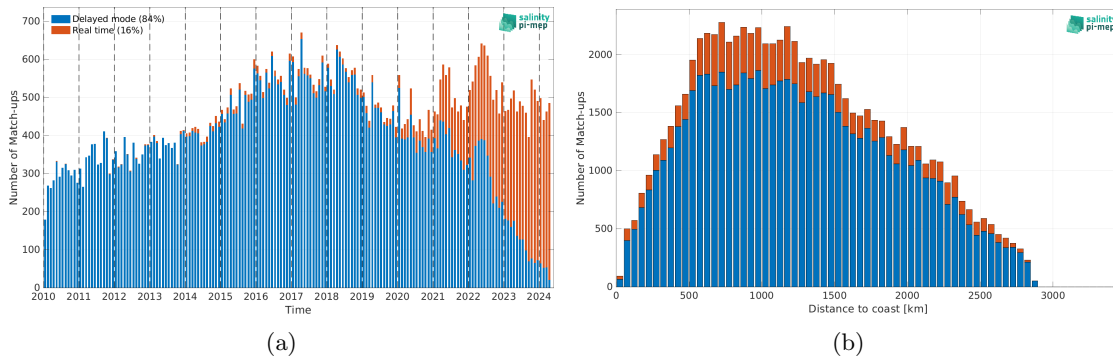 Delayed mode (84%)
Real time (16%)
salinity
pi-mep
700
600
500
400
300
200
100
0
Number of Match-ups
2010 2011 2012 2013 2014 2015 2016 2017 2018 2019 2020 2021 2022 2023 2024
Time
(a)
salinity
pi-mep
2000
1500
1000
500
0
Number of Match-ups
0 500 1000 1500 2000 2500 3000
Distance to coast [km]
(b)